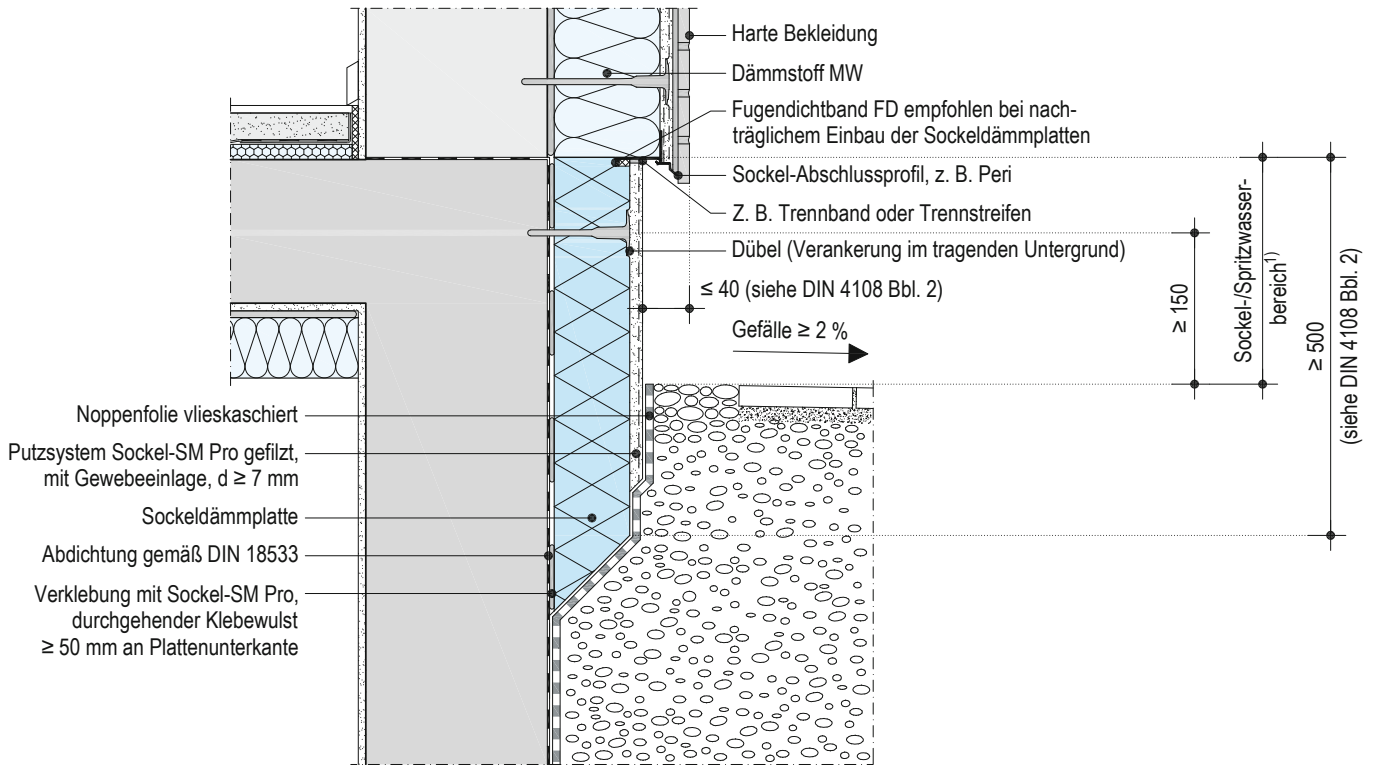 Harte Bekleidung
Dämmstoff MW
Fugendichtband FD empfohlen bei nach-
träglichem Einbau der Sockeldämmplatten
Sockel-Abschlussprofil, z. B. Peri
Z. B. Trennband oder Trennstreifen
Dübel (Verankerung im tragenden Untergrund)
≤ 40 (siehe DIN 4108 Bbl. 2)
Gefälle ≥ 2 %
≥ 150
Sockel-/Spritzwasser-
bereich¹⁾
≥ 500
(siehe DIN 4108 Bbl. 2)
Noppenfolie vlieskaschiert
Putzsystem Sockel-SM Pro gefilzt,
mit Gewebeeinlage, d ≥ 7 mm
Sockeldämmplatte
Abdichtung gemäß DIN 18533
Verklebung mit Sockel-SM Pro,
durchgehender Klebewulst
≥ 50 mm an Plattenunterkante